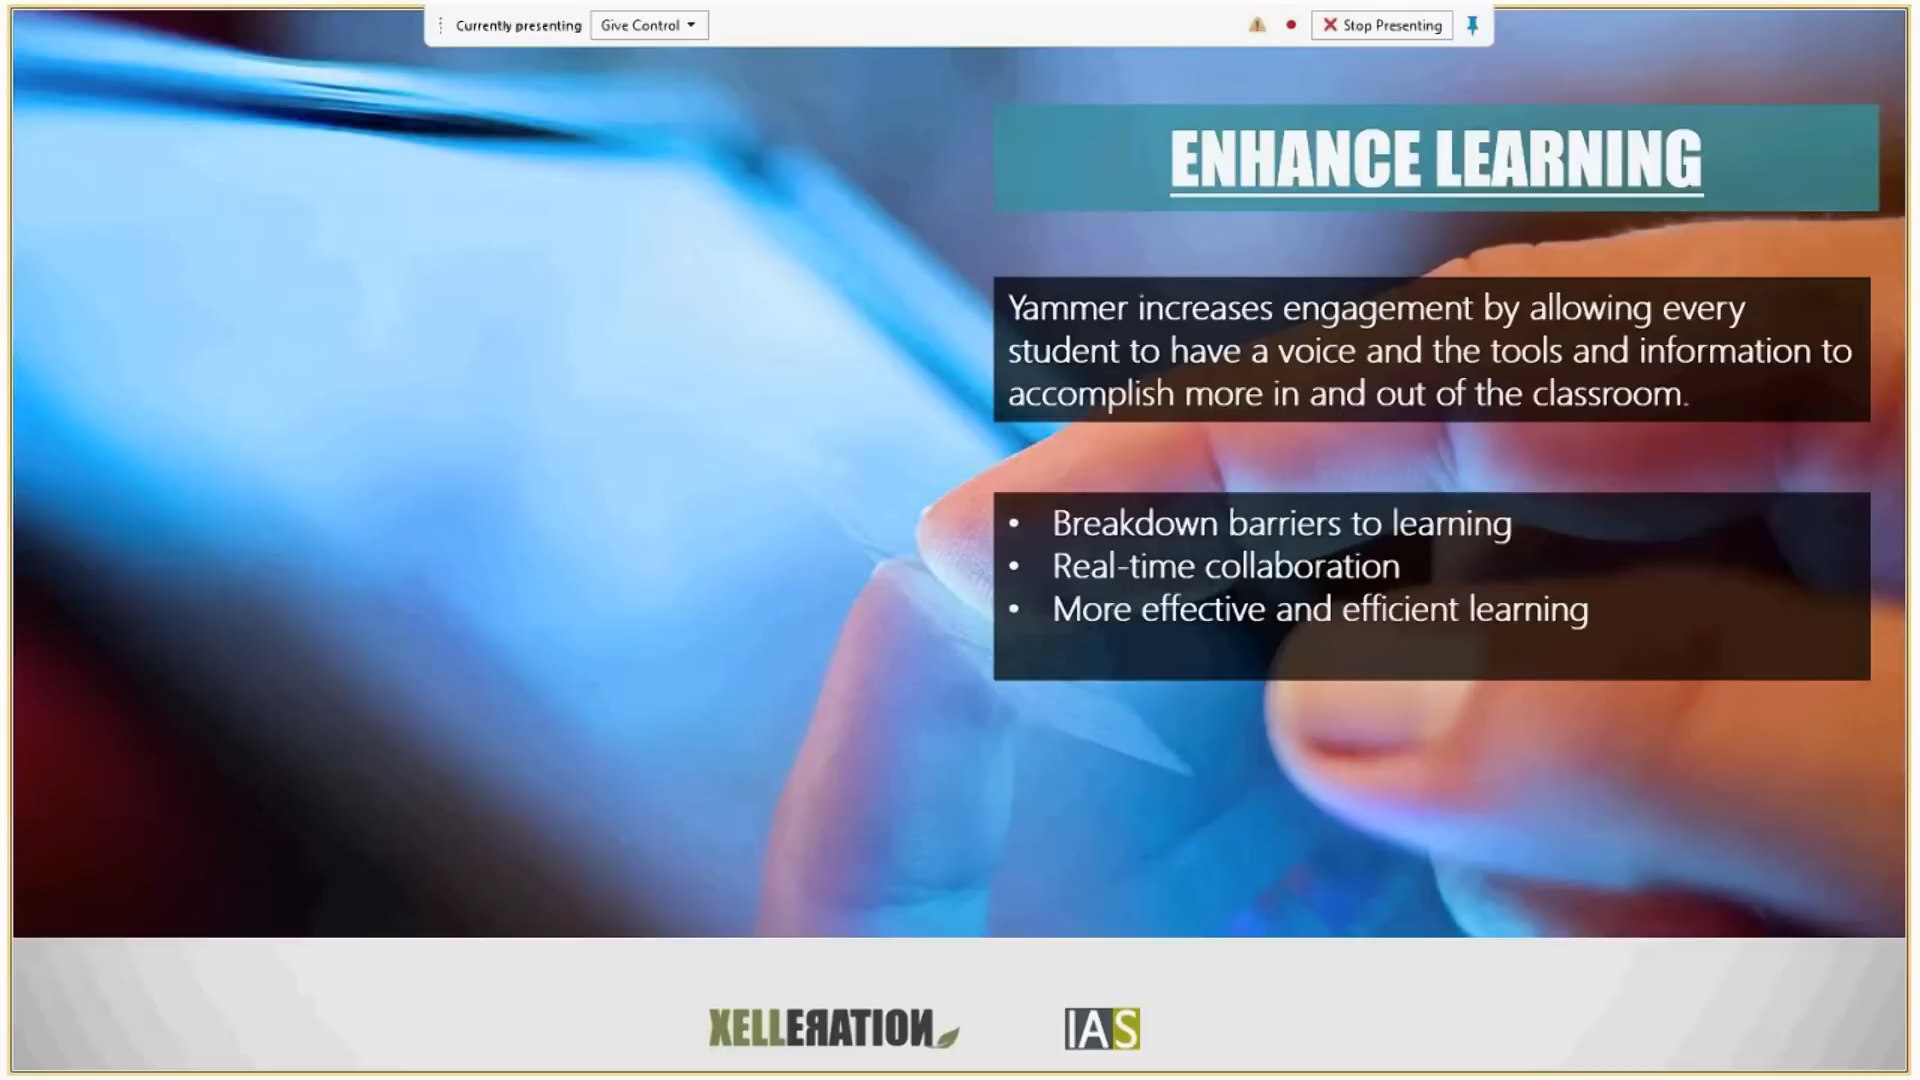 Currently presenting
Give Control
Stop Presenting
ENHANCE LEARNING
Yammer increases engagement by allowing every
student to have a voice and the tools and information to
accomplish more in and out of the classroom.
• Breakdown barriers to learning
• Real-time collaboration
• More effective and efficient learning
XELLERATION
IAS